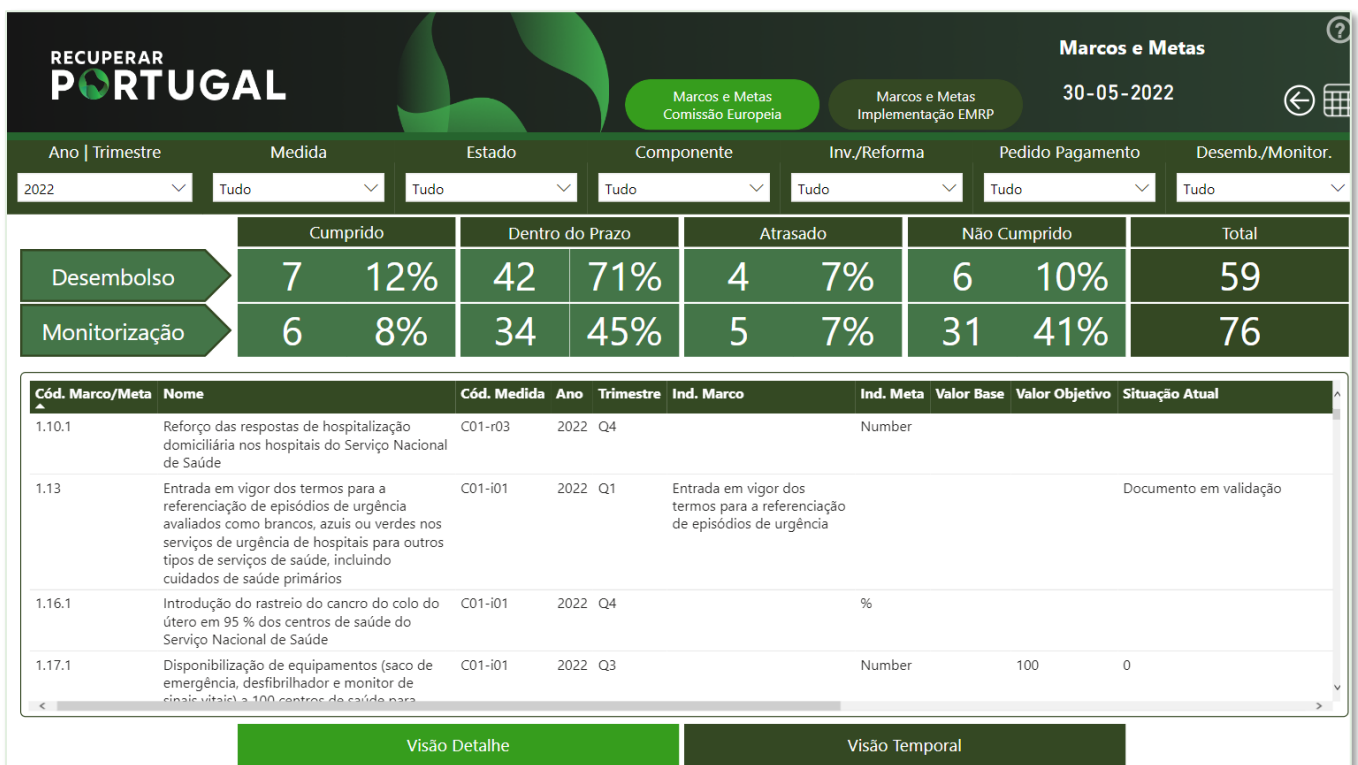 RECUPERAR
PORTUGAL
Marcos e Metas
Comissão Europeia
Marcos e Metas
Implementação EMRP
Marcos e Metas
30-05-2022
?
Ano | Trimestre Medida Estado Componente Inv./Reforma Pedido Pagamento Desemb./Monitor.
2022 Tudo Tudo Tudo Tudo Tudo Tudo
Cumprido Dentro do Prazo Atrasado Não Cumprido Total
Desembolso 7 12% 42 71% 4 7% 6 10% 59
Monitorização 6 8% 34 45% 5 7% 31 41% 76
Cód. Marco/Meta Nome Cód. Medida Ano Trimestre Ind. Marco Ind. Meta Valor Base Valor Objetivo Situação Atual
1.10.1 Reforço das respostas de hospitalização C01-r03 2022 Q4 Number
domiciliária nos hospitais do Serviço Nacional
de Saúde
1.13 Entrada em vigor dos termos para a C01-i01 2022 Q1 Entrada em vigor dos Documento em validação
referenciação de episódios de urgência termos para a referenciação
avaliados como brancos, azuis ou verdes nos de episódios de urgência
serviços de urgência de hospitais para outros
tipos de serviços de saúde, incluindo
cuidados de saúde primários
1.16.1 Introdução do rastreio do cancro do colo do C01-i01 2022 Q4 %
útero em 95 % dos centros de saúde do
Serviço Nacional de Saúde
1.17.1 Disponibilização de equipamentos (saco de C01-i01 2022 Q3 Number 100 0
emergência, desfibrilhador e monitor de
sinais vitais) a 100 centros de saúde para
Visão Detalhe Visão Temporal